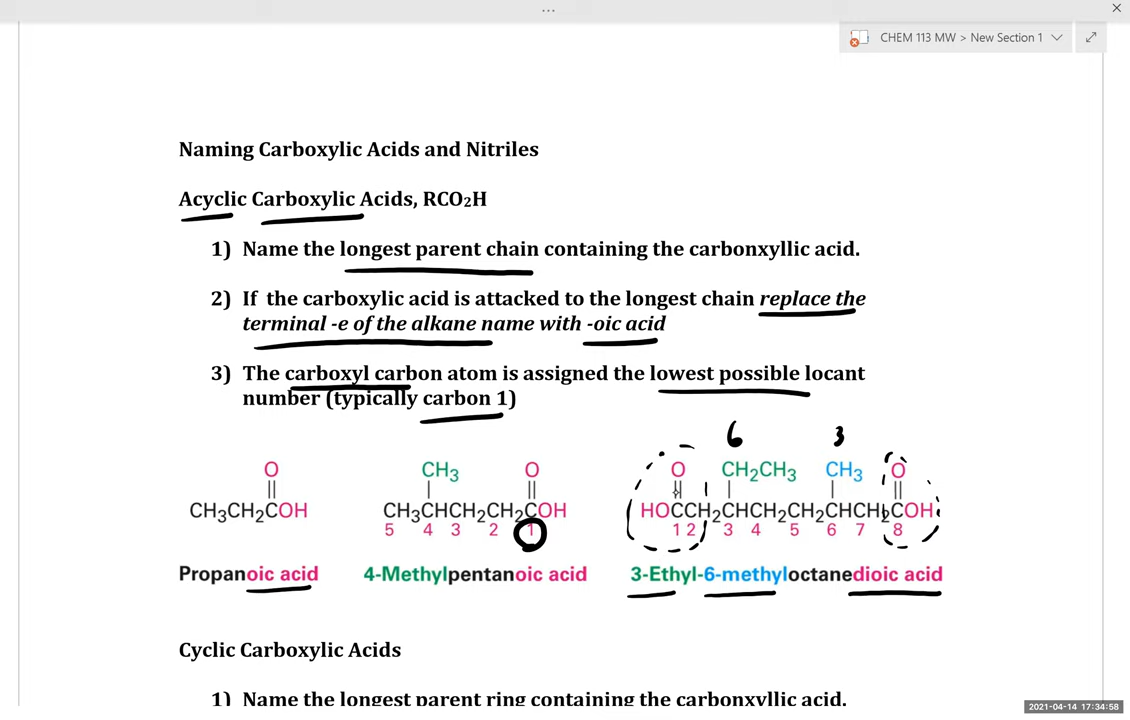 CHEM 113 MW > New Section 1
Naming Carboxylic Acids and Nitriles
Acyclic Carboxylic Acids, RCO₂H
1) Name the longest parent chain containing the carbonxyllic acid.
2) If the carboxylic acid is attacked to the longest chain replace the
terminal -e of the alkane name with -oic acid
3) The carboxyl carbon atom is assigned the lowest possible locant
number (typically carbon 1)
6 3
O CH₃ O O CH₂CH₃ CH₃ O
CH₃CH₂COH CH₃CHCH₂CH₂COH HOCCH₂CHCH₂CH₂CHCH₂COH
5 4 3 2 1 1 2 3 4 5 6 7 8
Propanoic acid 4-Methylpentanoic acid 3-Ethyl-6-methyloctanedioic acid
Cyclic Carboxylic Acids
1) Name the longest parent ring containing the carbonxyllic acid.
2021-04-14 17:34:58